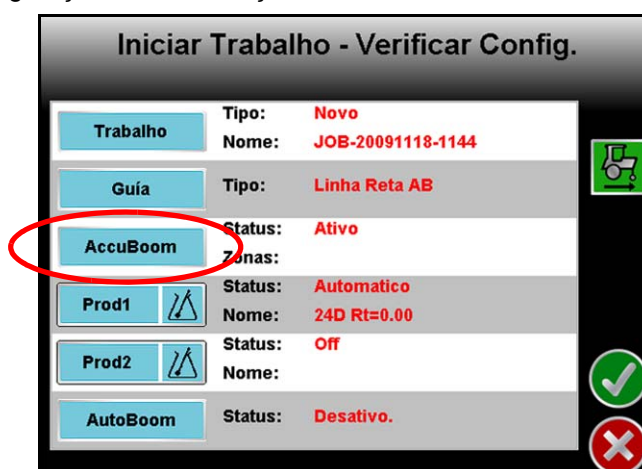 Iniciar Trabalho - Verificar Config.
Trabalho
Tipo: Novo
Nome: JOB-20091118-1144
Guía
Tipo: Linha Reta AB
AccuBoom
Status: Ativo
Zonas:
Prod1
Status: Automatico
Nome: 24D Rt=0.00
Prod2
Status: Off
Nome:
AutoBoom
Status: Desativo.